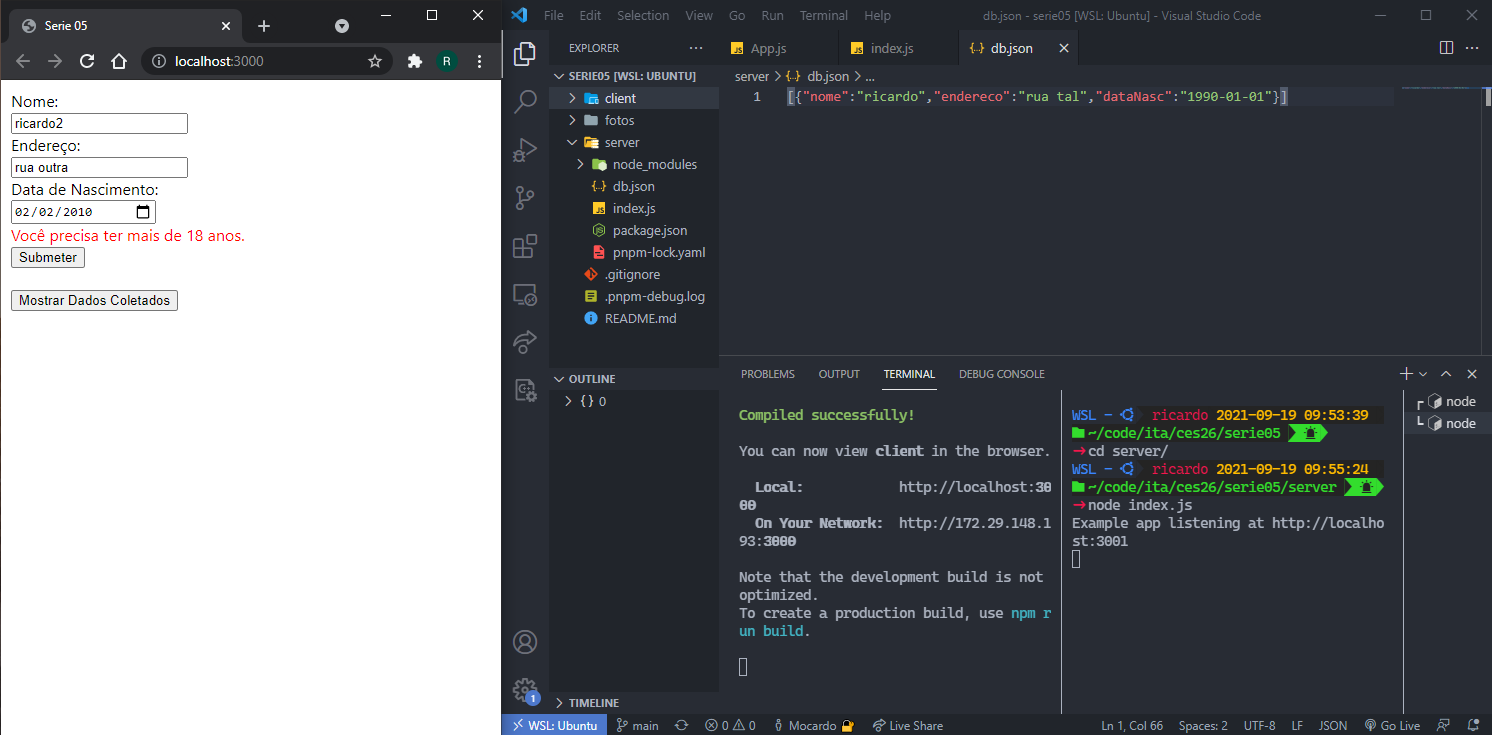 Serie 05
localhost:3000
R
Nome:
ricardo2
Endereço:
rua outra
Data de Nascimento:
02/02/2010
Você precisa ter mais de 18 anos.
Submeter
Mostrar Dados Coletados
File Edit Selection View Go Run Terminal Help
db.json - serie05 [WSL: Ubuntu] - Visual Studio Code
EXPLORER
SERIE05 [WSL: UBUNTU]
client
fotos
server
node_modules
db.json
index.js
package.json
pnpm-lock.yaml
.gitignore
.pnpm-debug.log
README.md
OUTLINE
{} 0
TIMELINE
App.js
index.js
db.json
server > db.json > ...
1 [{"nome":"ricardo","endereco":"rua tal","dataNasc":"1990-01-01"}]
PROBLEMS OUTPUT TERMINAL DEBUG CONSOLE
Compiled successfully!
You can now view client in the browser.
Local: http://localhost:30
00
On Your Network: http://172.29.148.1
93:3000
Note that the development build is not
optimized.
To create a production build, use npm r
un build.
WSL - ricardo 2021-09-19 09:53:39
~/code/ita/ces26/serie05
→cd server/
WSL - ricardo 2021-09-19 09:55:24
~/code/ita/ces26/serie05/server
→node index.js
Example app listening at http://localho
st:3001
node
node
1
WSL: Ubuntu main 0 0 Mocardo Live Share Ln 1, Col 66 Spaces: 2 UTF-8 LF JSON Go Live